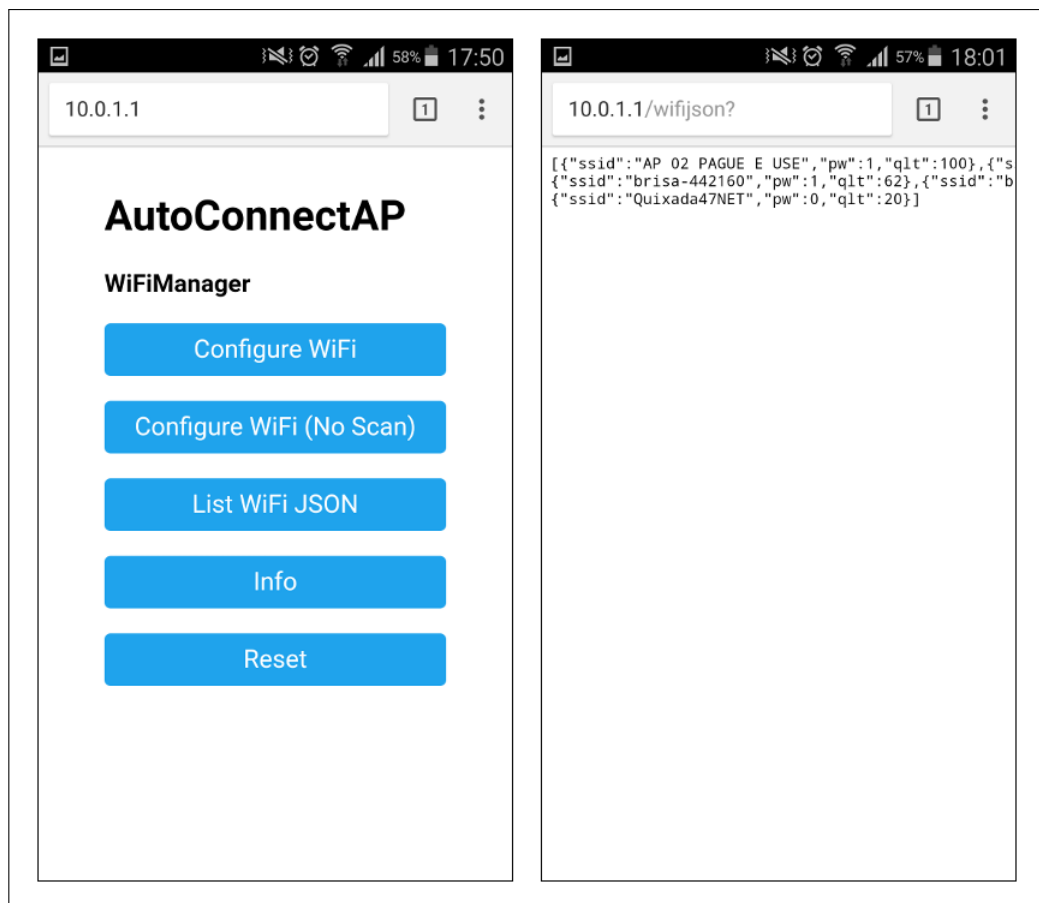 58% 17:50
10.0.1.1
1
AutoConnectAP
WiFiManager
Configure WiFi
Configure WiFi (No Scan)
List WiFi JSON
Info
Reset
57% 18:01
10.0.1.1/wifijson?
1
[{"ssid":"AP 02 PAGUE E USE","pw":1,"qlt":100},{"s
{"ssid":"brisa-442160","pw":1,"qlt":62},{"ssid":"b
{"ssid":"Quixada47NET","pw":0,"qlt":20}]